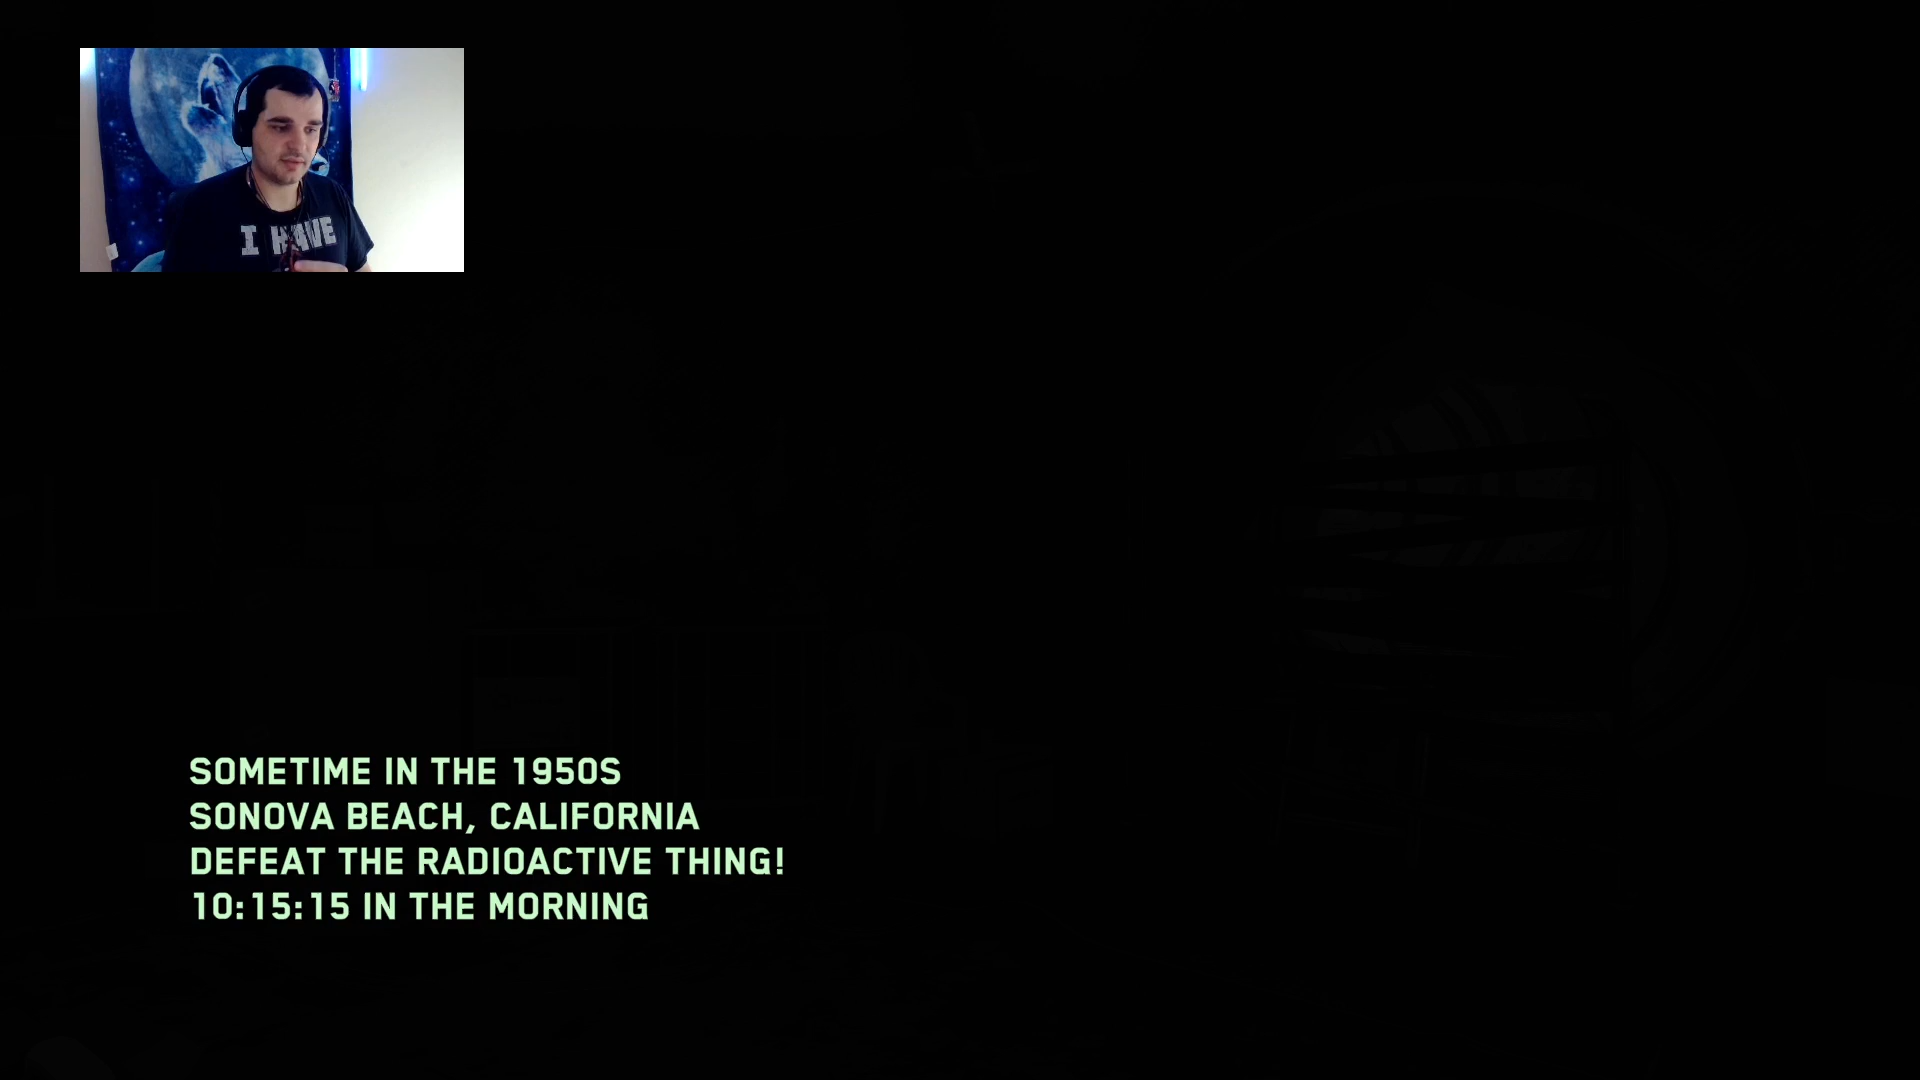 I HAVE
SOMETIME IN THE 1950S
SONOVA BEACH, CALIFORNIA
DEFEAT THE RADIOACTIVE THING!
10:15:15 IN THE MORNING